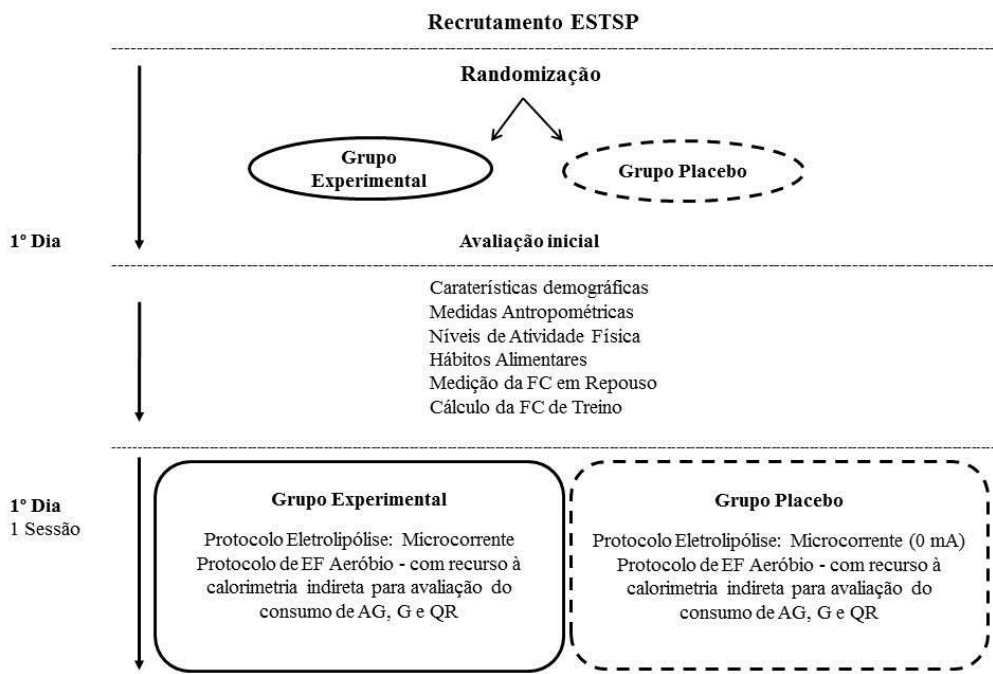 Recrutamento ESTSP
Randomização
Grupo
Experimental
Grupo Placebo
1º Dia
Avaliação inicial
Caraterísticas demográficas
Medidas Antropométricas
Níveis de Atividade Física
Hábitos Alimentares
Medição da FC em Repouso
Cálculo da FC de Treino
1º Dia
1 Sessão
Grupo Experimental
Protocolo Eletrolipólise: Microcorrente
Protocolo de EF Aeróbio - com recurso à
calorimetria indireta para avaliação do
consumo de AG, G e QR
Grupo Placebo
Protocolo Eletrolipólise: Microcorrente (0 mA)
Protocolo de EF Aeróbio - com recurso à
calorimetria indireta para avaliação do
consumo de AG, G e QR